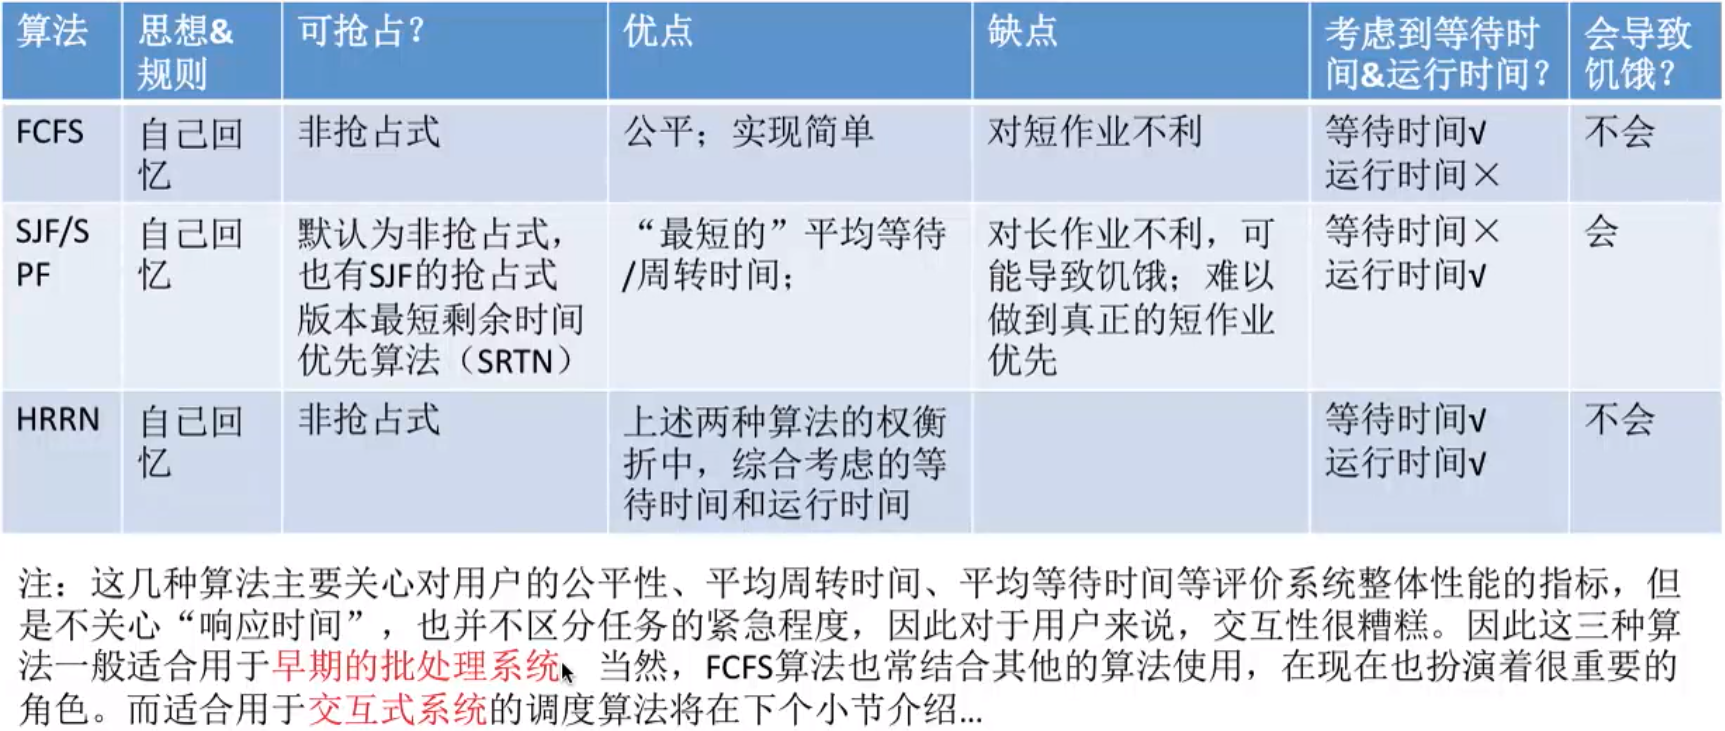 算法
思想&
规则
可抢占？
优点
缺点
考虑到等待时
间&运行时间？
会导致
饥饿？
FCFS
自己回
忆
非抢占式
公平；实现简单
对短作业不利
等待时间√
运行时间×
不会
SJF/S
PF
自己回
忆
默认为非抢占式，
也有SJF的抢占式
版本最短剩余时间
优先算法（SRTN）
“最短的”平均等待
/周转时间；
对长作业不利，可
能导致饥饿；难以
做到真正的短作业
优先
等待时间×
运行时间√
会
HRRN
自己回
忆
非抢占式
上述两种算法的权衡
折中，综合考虑的等
待时间和运行时间
等待时间√
运行时间√
不会
注：这几种算法主要关心对用户的公平性、平均周转时间、平均等待时间等评价系统整体性能的指标，但
是不关心“响应时间”，也并不区分任务的紧急程度，因此对于用户来说，交互性很糟糕。因此这三种算
法一般适合用于早期的批处理系统 当然，FCFS算法也常结合其他的算法使用，在现在也扮演着很重要的
角色。而适合用于交互式系统的调度算法将在下个小节介绍...